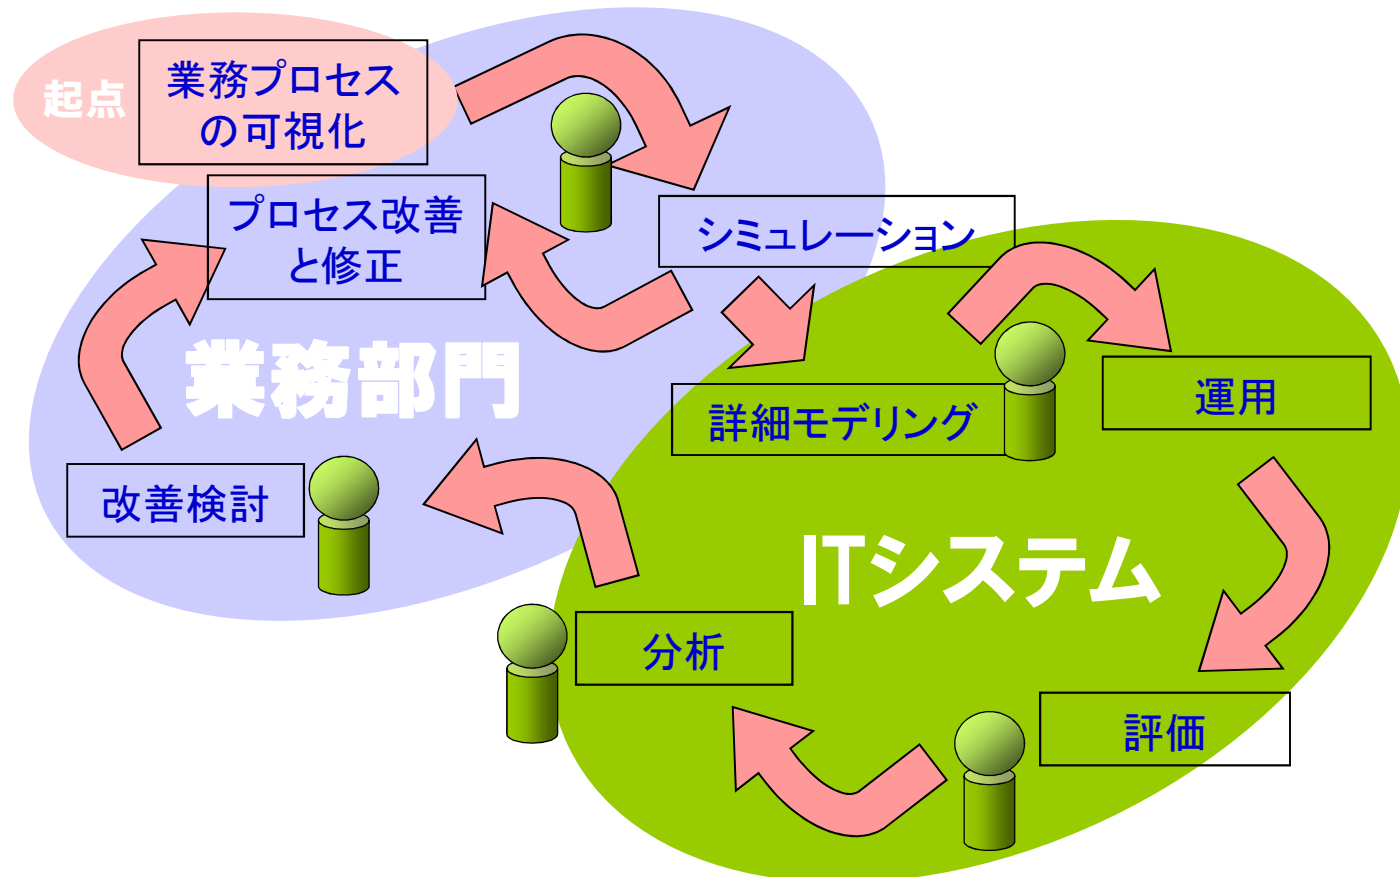 起点
業務プロセス
の可視化
プロセス改善
と修正
シミュレーション
業務部門
詳細モデリング
運用
改善検討
ITシステム
分析
評価